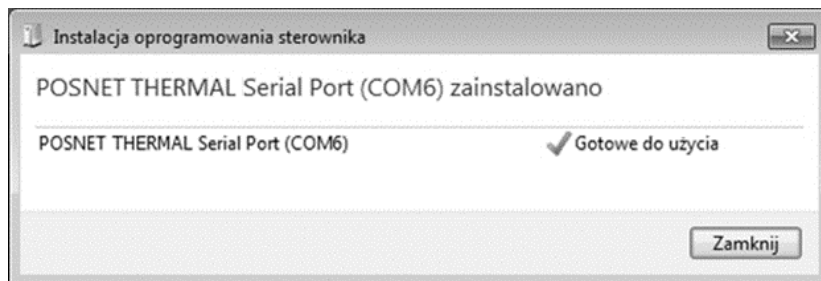 Instalacja oprogramowania sterownika
POSNET THERMAL Serial Port (COM6) zainstalowano
POSNET THERMAL Serial Port (COM6) Gotowe do użycia
Zamknij